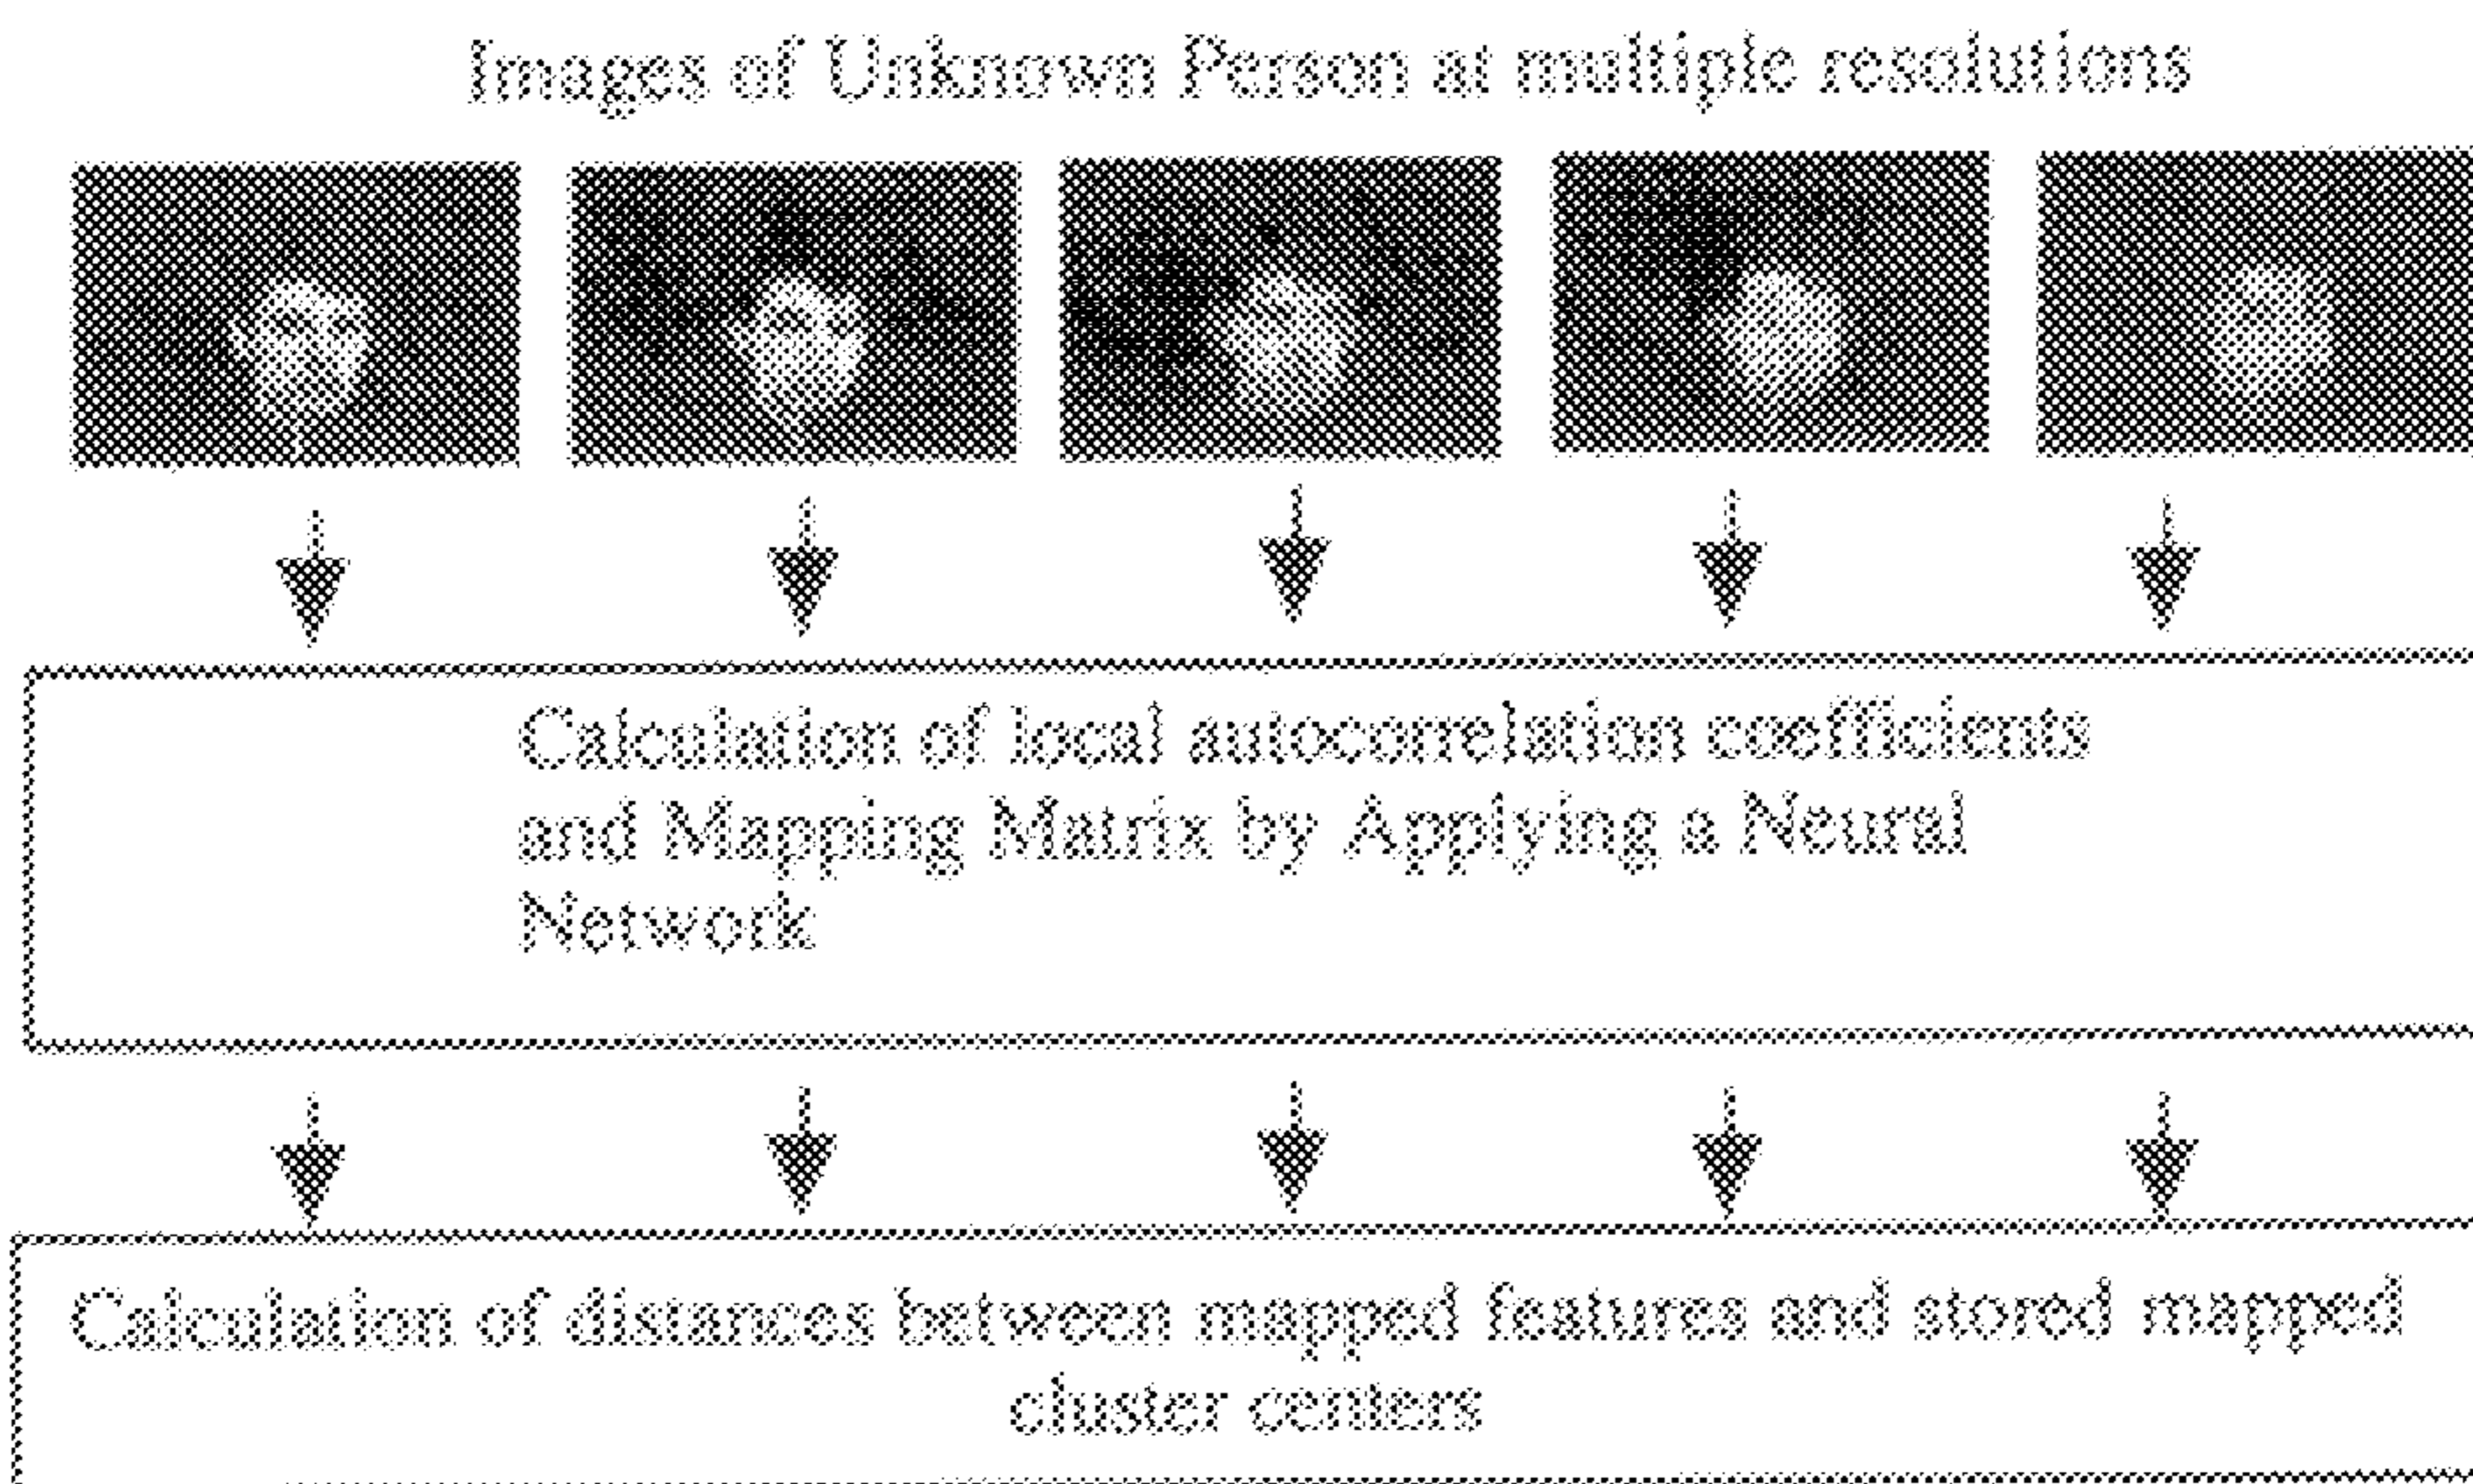 Images of Unknown Person at multiple resolutions
Calculation of local autocorrelation coefficients
and Mapping Matrix by Applying a Neural
Network
Calculation of distances between mapped features and stored mapped
cluster centers